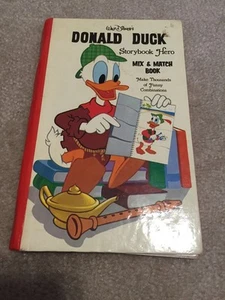 Walt Disney's
DONALD DUCK
Storybook Hero
MIX & MATCH
BOOK
Make Thousands
of Funny
Combinations